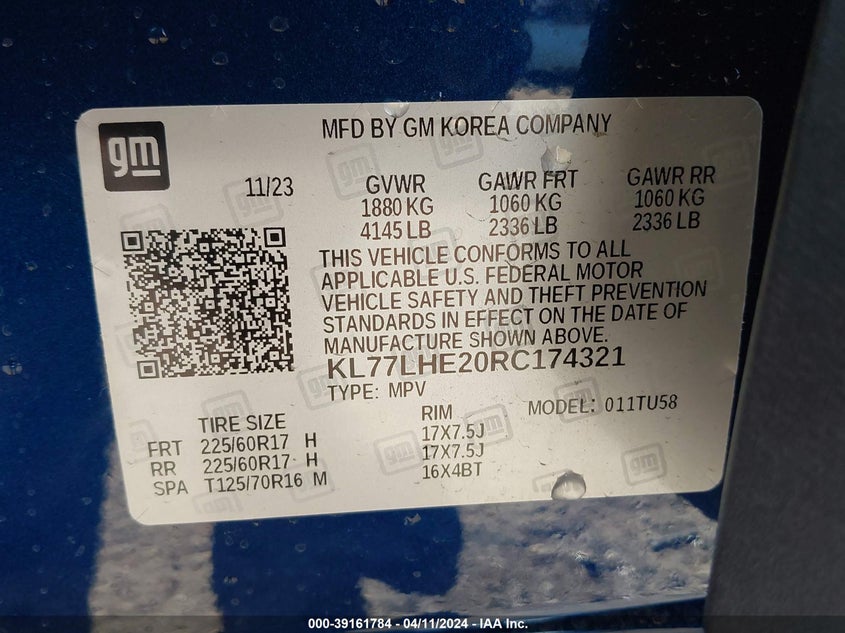 gm
MFD BY GM KOREA COMPANY
11/23
GVWR GAWR FRT GAWR RR
1880 KG 1060 KG 1060 KG
4145 LB 2336 LB 2336 LB
THIS VEHICLE CONFORMS TO ALL
APPLICABLE U.S. FEDERAL MOTOR
VEHICLE SAFETY AND THEFT PREVENTION
STANDARDS IN EFFECT ON THE DATE OF
MANUFACTURE SHOWN ABOVE.
KL77LHE20RC174321
TYPE: MPV
MODEL: 011TU58
TIRE SIZE RIM
FRT 225/60R17 H 17X7.5J
RR 225/60R17 H 17X7.5J
SPA T125/70R16 M 16X4BT
000-39161784 - 04/11/2024 - IAA Inc.